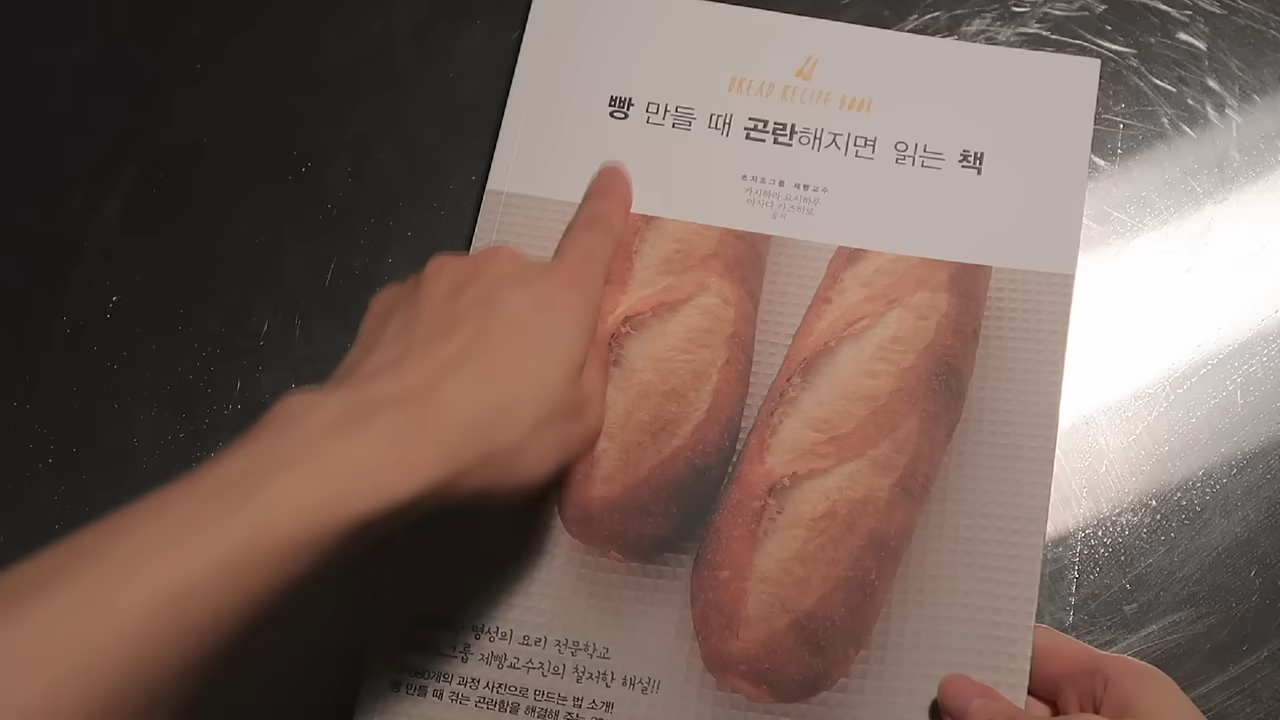 BREAD RECIPE BOOK
빵 만들 때 곤란해지면 읽는 책
츠지조그룹 제빵교수
카지하라 요시하루
아사다 카즈히로
공저
명성의 요리 전문학교
그룹 제빵교수진의 철저한 해설!!
개의 과정 사진으로 만드는 법 소개!
빵 만들 때 겪는 곤란함을 해결해 주는